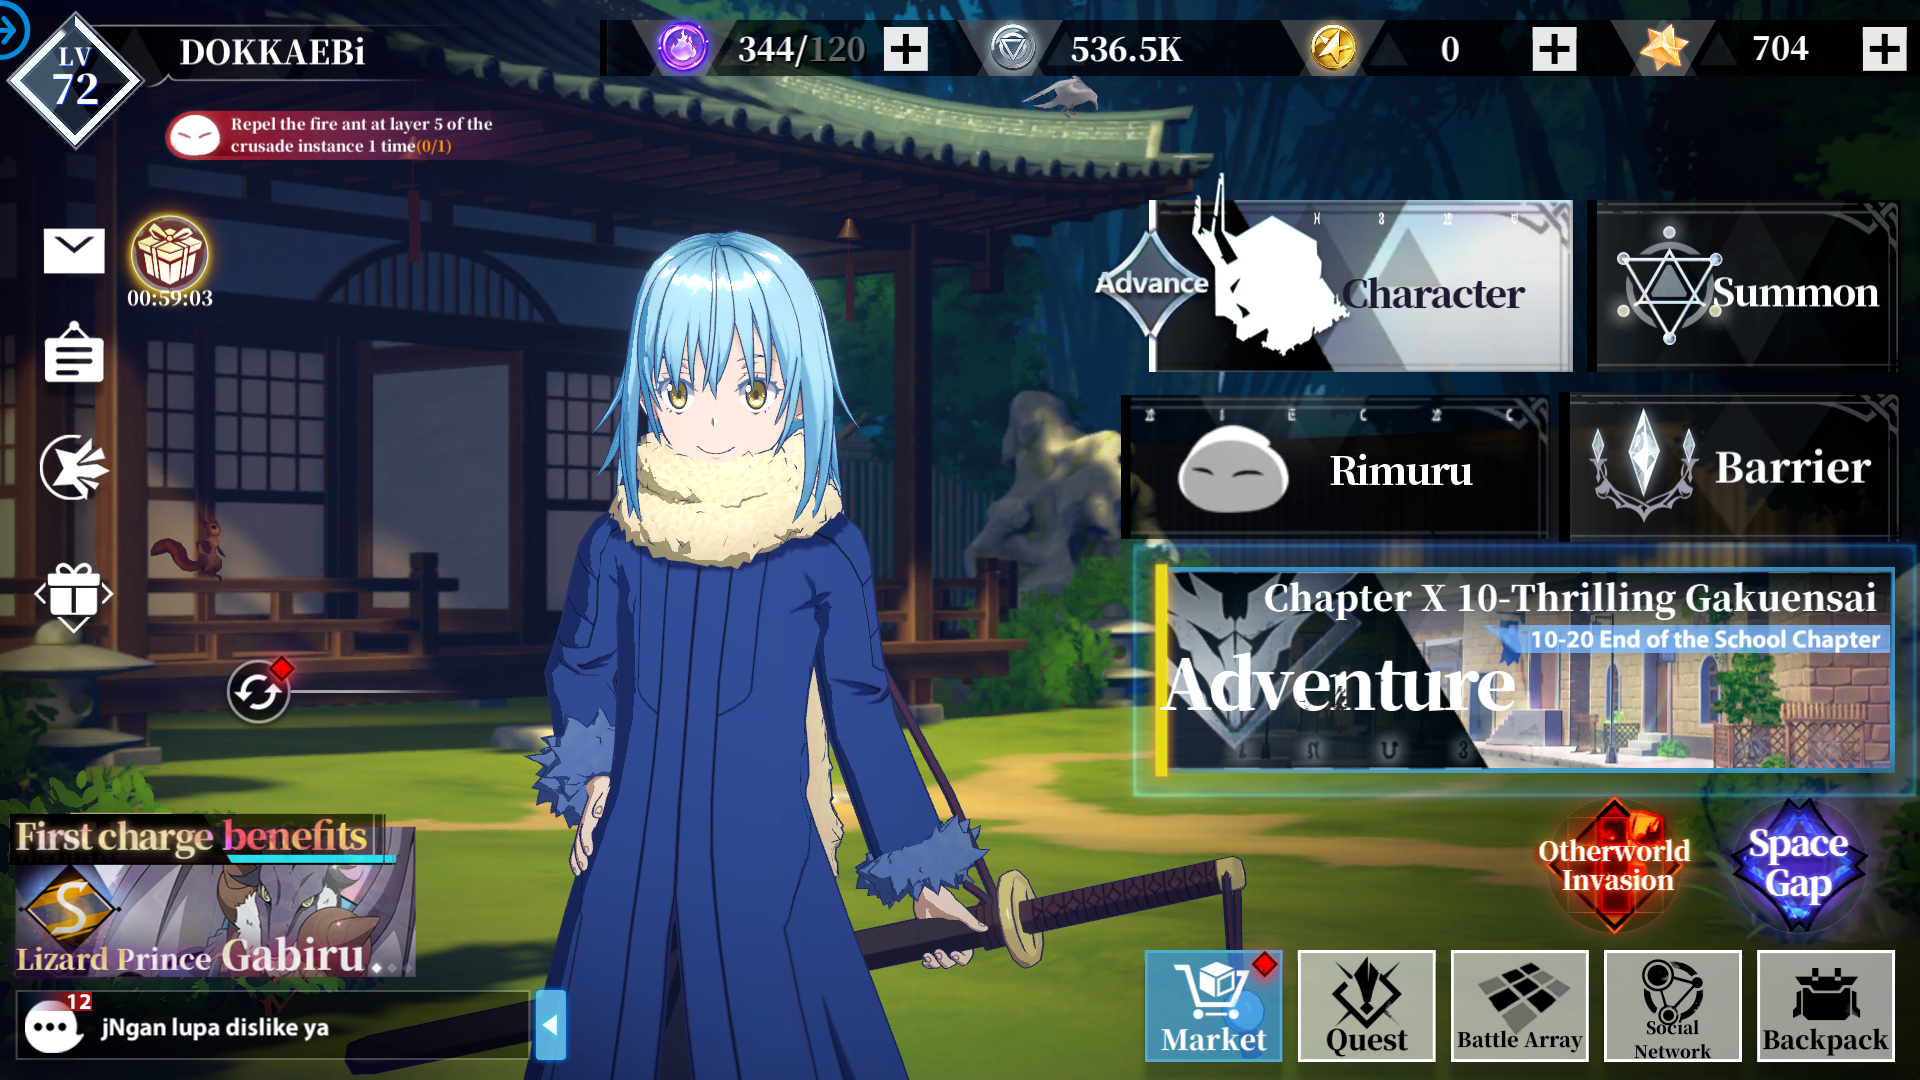 LV
72
DOKKAEBi
344/120
536.5K
0
704
Repel the fire ant at layer 5 of the
crusade instance 1 time(0/1)
00:59:03
Advance
Character
Summon
Rimuru
Barrier
Chapter X 10-Thrilling Gakuensai
10-20 End of the School Chapter
Adventure
Otherworld
Invasion
Space
Gap
First charge benefits
S
Lizard Prince Gabiru
12
jNgan lupa dislike ya
Market
Quest
Battle Array
Social
Network
Backpack